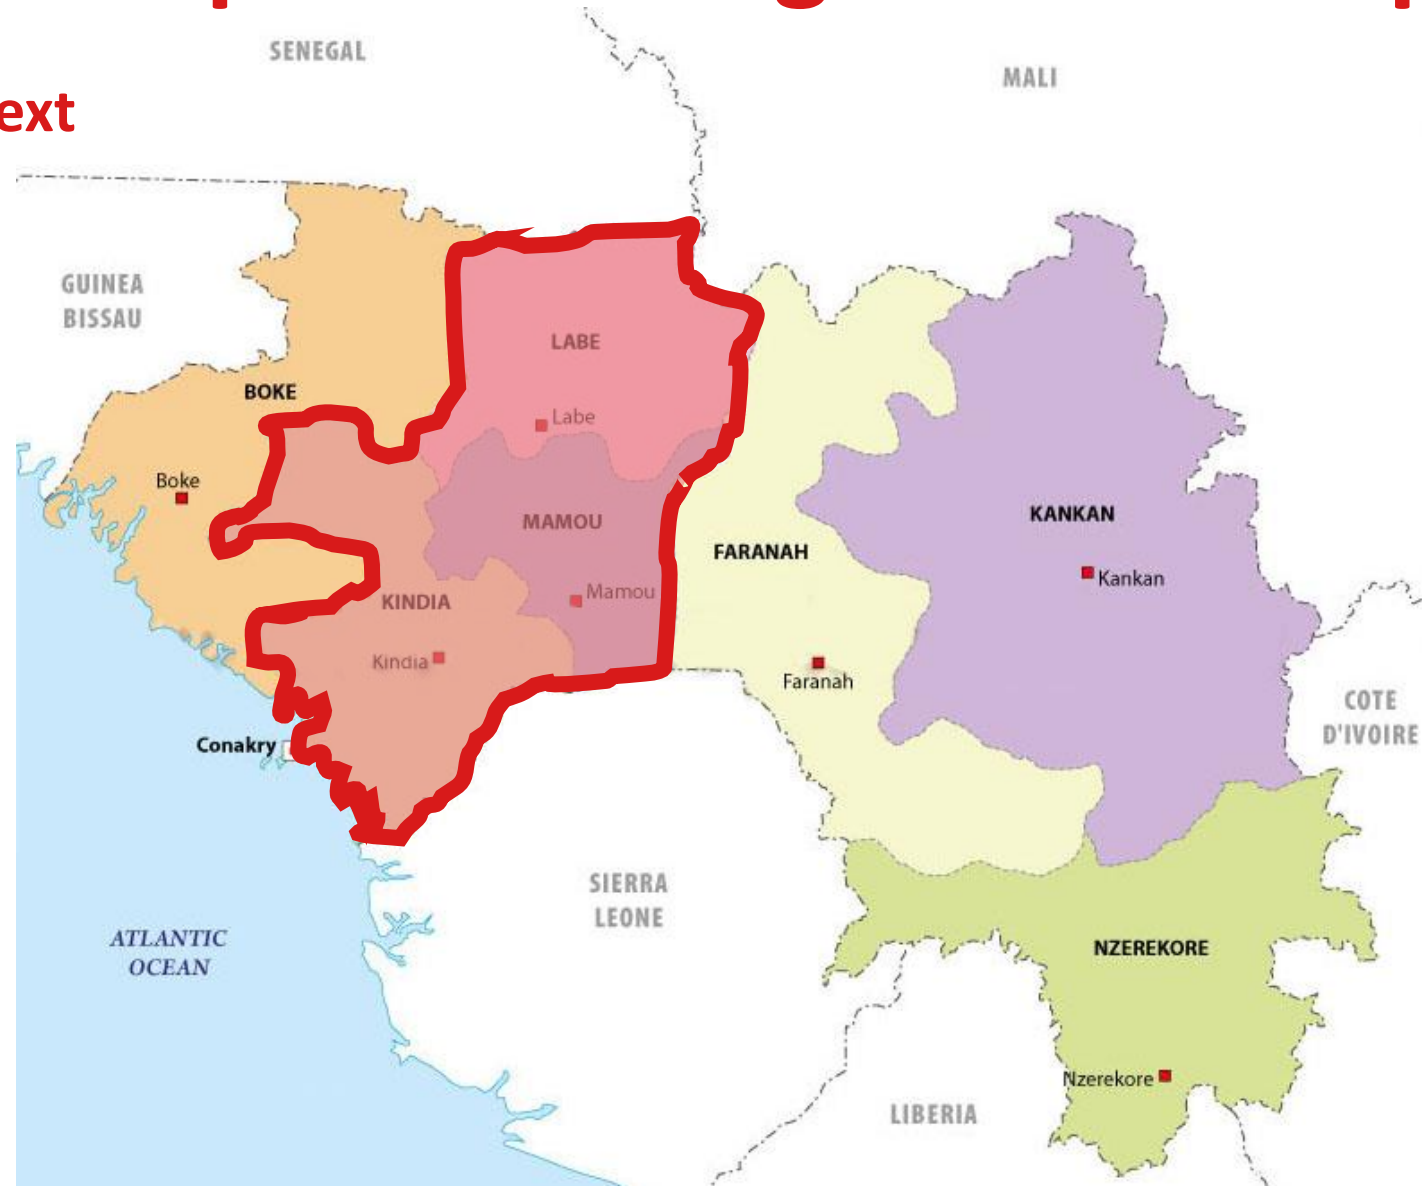 SENEGAL
MALI
ext
GUINEA
BISSAU
LABE
BOKE
Labe
Boke
MAMOU
KANKAN
FARANAH
Kankan
Mamou
KINDIA
Kindia
Faranah
COTE
D'IVOIRE
Conakry
SIERRA
LEONE
ATLANTIC
OCEAN
NZEREKORE
Nzerekore
LIBERIA